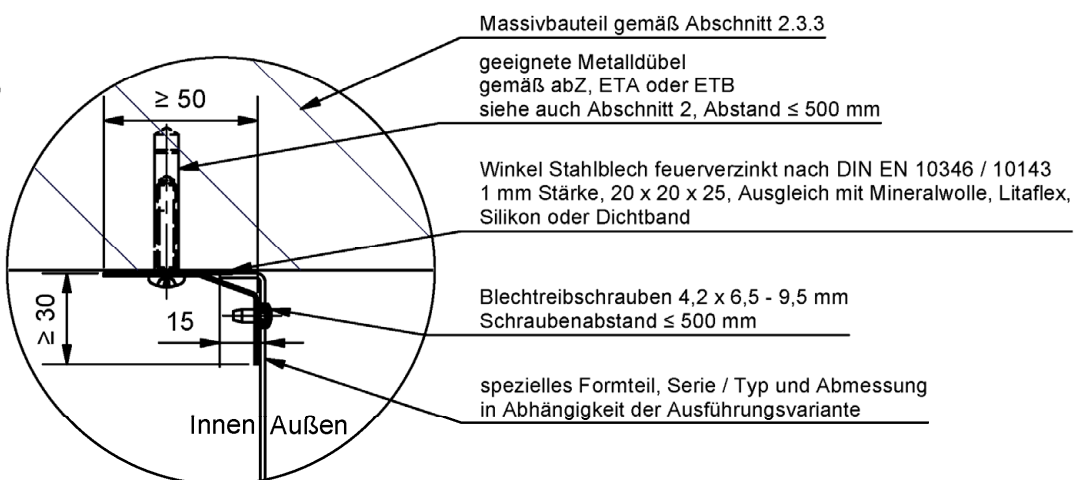 Massivbauteil gemäß Abschnitt 2.3.3
geeignete Metalldübel
gemäß abZ, ETA oder ETB
siehe auch Abschnitt 2, Abstand ≤ 500 mm
Winkel Stahlblech feuerverzinkt nach DIN EN 10346 / 10143
1 mm Stärke, 20 x 20 x 25, Ausgleich mit Mineralwolle, Litaflex,
Silikon oder Dichtband
Blechtreibschrauben 4,2 x 6,5 - 9,5 mm
Schraubenabstand ≤ 500 mm
spezielles Formteil, Serie / Typ und Abmessung
in Abhängigkeit der Ausführungsvariante
≥ 50
≥ 30
15
Innen Außen